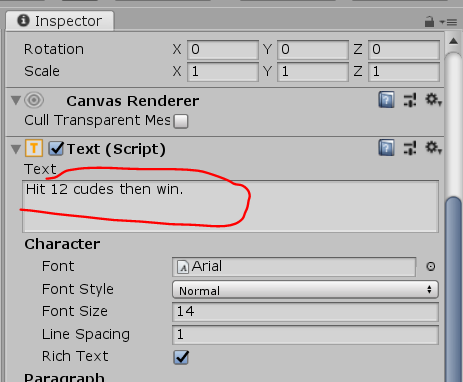 Inspector
Rotation X 0 Y 0 Z 0
Scale X 1 Y 1 Z 1
Canvas Renderer
Cull Transparent Mes
Text (Script)
Text
Hit 12 cudes then win.
Character
Font Arial
Font Style Normal
Font Size 14
Line Spacing 1
Rich Text
Paragraph